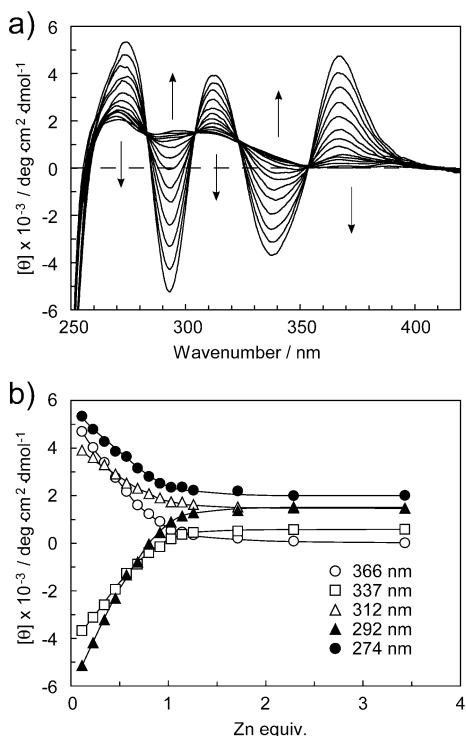 a)
6
4
2
0
-2
-4
-6
[θ] x 10⁻³ / deg cm² dmol⁻¹
250 300 350 400
Wavenumber / nm
b)
6
4
2
0
-2
-4
-6
[θ] x 10⁻³ / deg cm² dmol⁻¹
366 nm
337 nm
312 nm
292 nm
274 nm
0 1 2 3 4
Zn equiv.